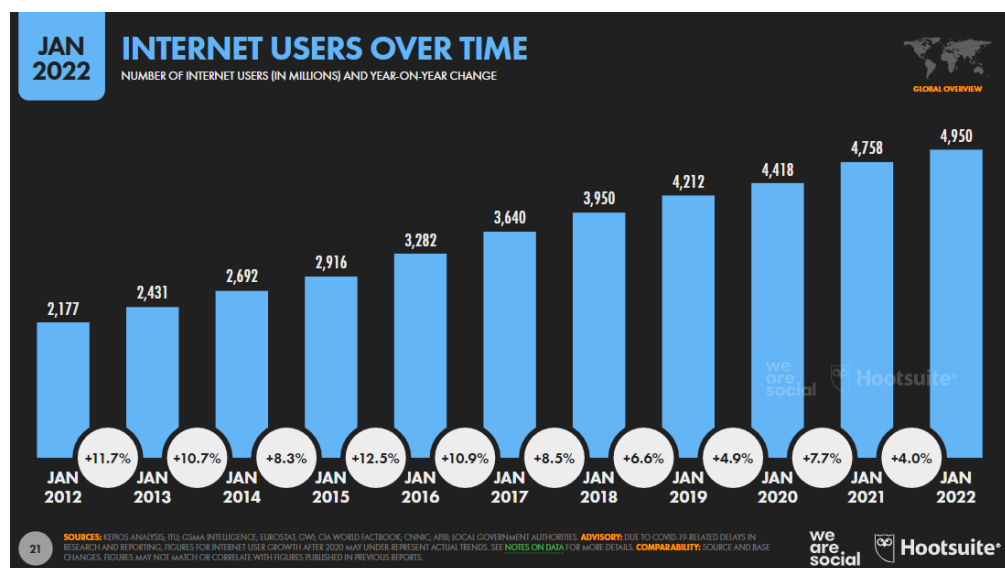 JAN
2022
INTERNET USERS OVER TIME
NUMBER OF INTERNET USERS (IN MILLIONS) AND YEAR-ON-YEAR CHANGE
GLOBAL OVERVIEW
2,177
2,431
2,692
2,916
3,282
3,640
3,950
4,212
4,418
4,758
4,950
we
are
social
Hootsuite®
+11.7%
+10.7%
+8.3%
+12.5%
+10.9%
+8.5%
+6.6%
+4.9%
+7.7%
+4.0%
JAN
2012
JAN
2013
JAN
2014
JAN
2015
JAN
2016
JAN
2017
JAN
2018
JAN
2019
JAN
2020
JAN
2021
JAN
2022
21
SOURCES: KEPIOS ANALYSIS; ITU; GSMA INTELLIGENCE; EUROSTAT; GWI; CIA WORLD FACTBOOK; CNNIC; APJII; LOCAL GOVERNMENT AUTHORITIES. ADVISORY: DUE TO COVID-19-RELATED DELAYS IN
RESEARCH AND REPORTING, FIGURES FOR INTERNET USER GROWTH AFTER 2020 MAY UNDER-REPRESENT ACTUAL TRENDS. SEE NOTES ON DATA FOR MORE DETAILS. COMPARABILITY: SOURCE AND BASE
CHANGES. FIGURES MAY NOT MATCH OR CORRELATE WITH FIGURES PUBLISHED IN PREVIOUS REPORTS.
we
are
social
Hootsuite®